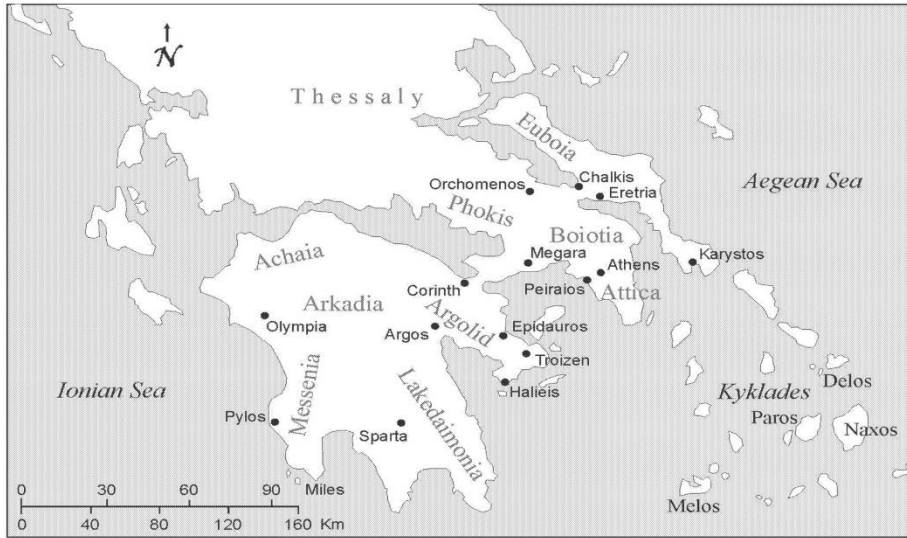 N
Thessaly
Euboia
Chalkis
Orchomenos
Eretria
Aegean Sea
Phokis
Boiotia
Megara
Athens
Karystos
Achaia
Corinth
Peiraios
Attica
Arkadia
Argolid
Olympia
Argos
Epidauros
Troizen
Messenia
Lakedaimonia
Halieis
Ionian Sea
Kyklades
Delos
Pylos
Sparta
Paros
Naxos
Melos
0 30 60 90 Miles
0 40 80 120 160 Km